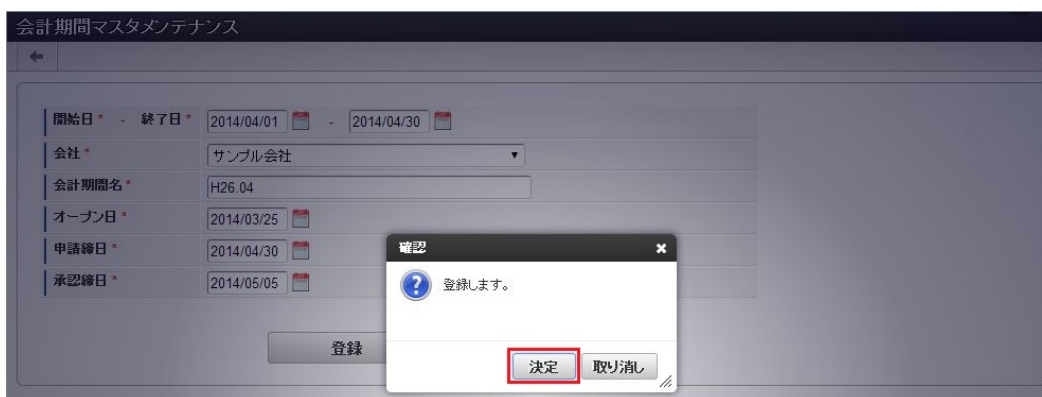 会計期間マスタメンテナンス
開始日* - 終了日* 2014/04/01 - 2014/04/30
会社* サンプル会社
会計期間名* H26.04
オープン日* 2014/03/25
申請締日* 2014/04/30
承認締日* 2014/05/05
確認
登録します。
登録
決定 取り消し